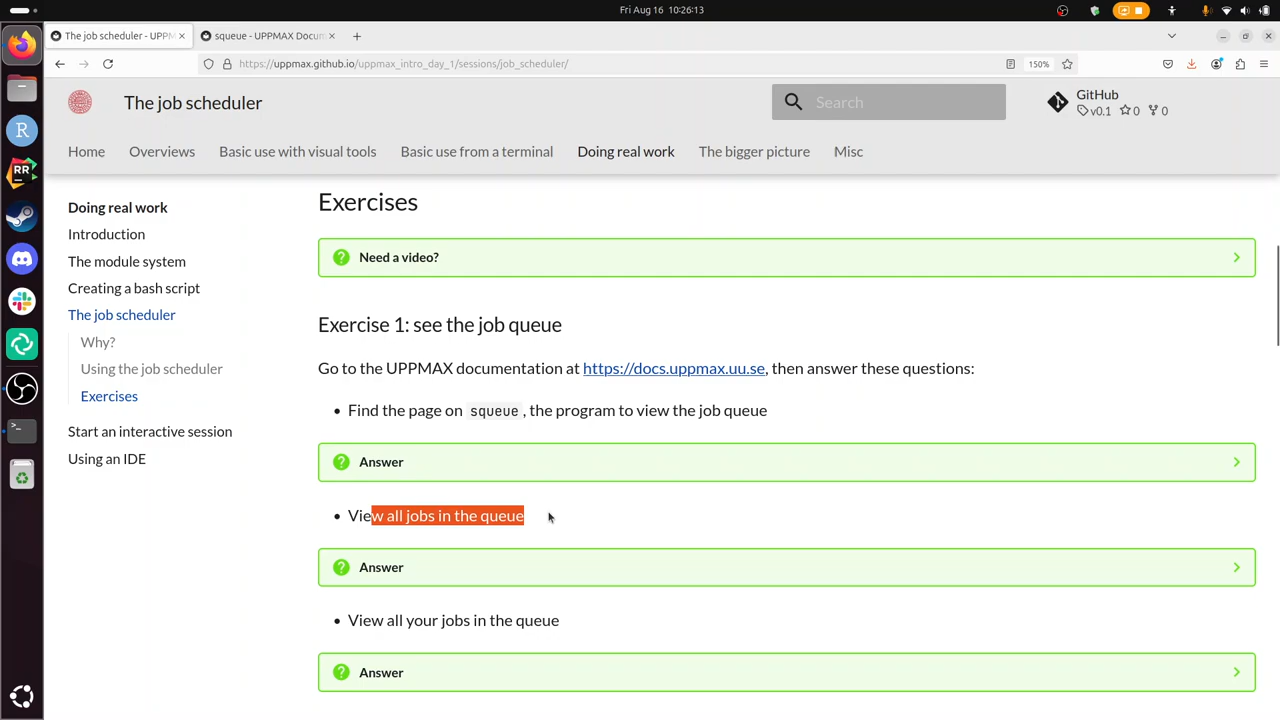 Fri Aug 16 10:26:13
The job scheduler - UPPM
squeue - UPPMAX Docum
https://uppmax.github.io/uppmax_intro_day_1/sessions/job_scheduler/
150%
The job scheduler
Search
GitHub
v0.1 0 0
Home Overviews Basic use with visual tools Basic use from a terminal Doing real work The bigger picture Misc
Doing real work
Introduction
The module system
Creating a bash script
The job scheduler
Why?
Using the job scheduler
Exercises
Start an interactive session
Using an IDE
Exercises
Need a video?
Exercise 1: see the job queue
Go to the UPPMAX documentation at https://docs.uppmax.uu.se, then answer these questions:
• Find the page on squeue, the program to view the job queue
Answer
• View all jobs in the queue
Answer
• View all your jobs in the queue
Answer
R
RR